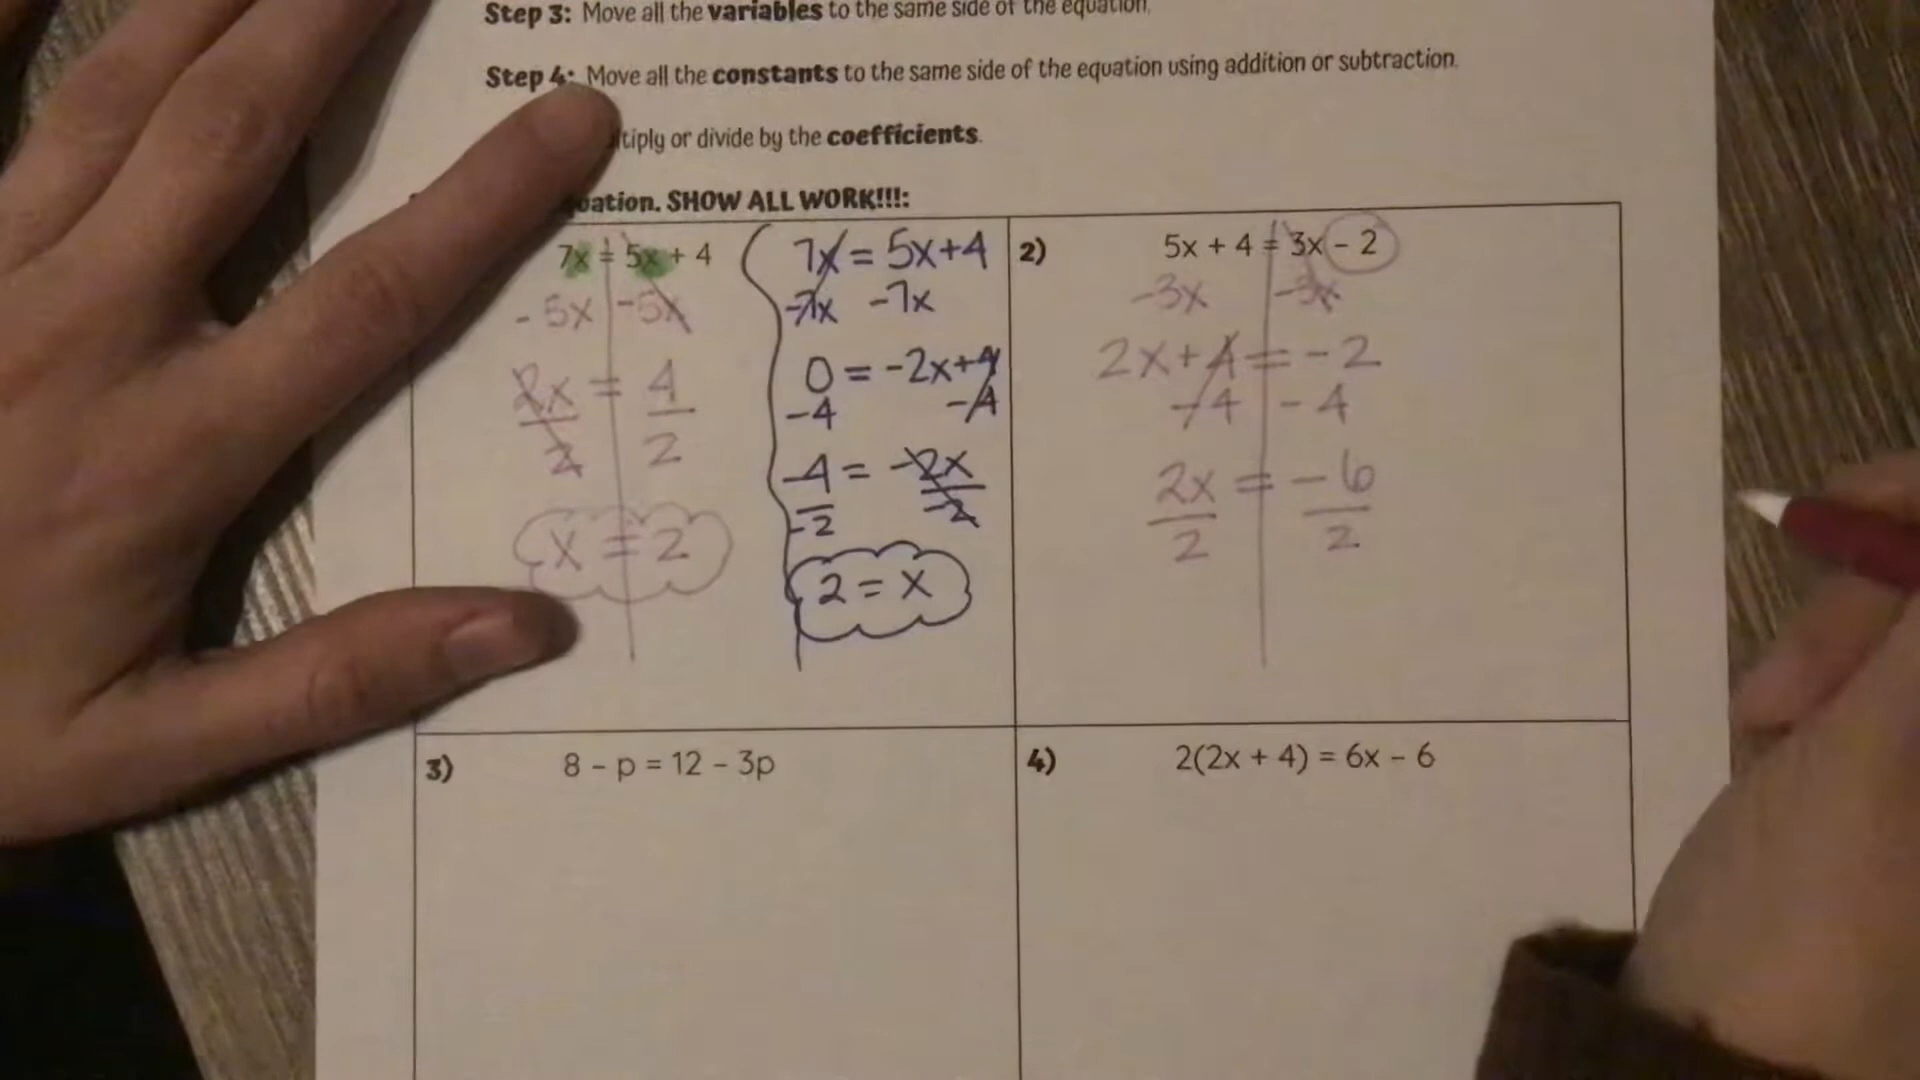 Step 3: Move all the variables to the same side of the equation.
Step 4: Move all the constants to the same side of the equation using addition or subtraction.
or divide by the coefficients.
SHOW ALL WORK!!!:
7x = 5x + 4
- 5x -5x
2x = 4
2 2
x = 2
7x = 5x+4
-7x -7x
0 = -2x+4
-4 -4
-4 = -2x
-2 -2
2 = x
2) 5x + 4 = 3x - 2
-3x -3x
2x+4 = -2
-4 - 4
2x = -6
2 2
3) 8 - p = 12 - 3p
4) 2(2x + 4) = 6x - 6